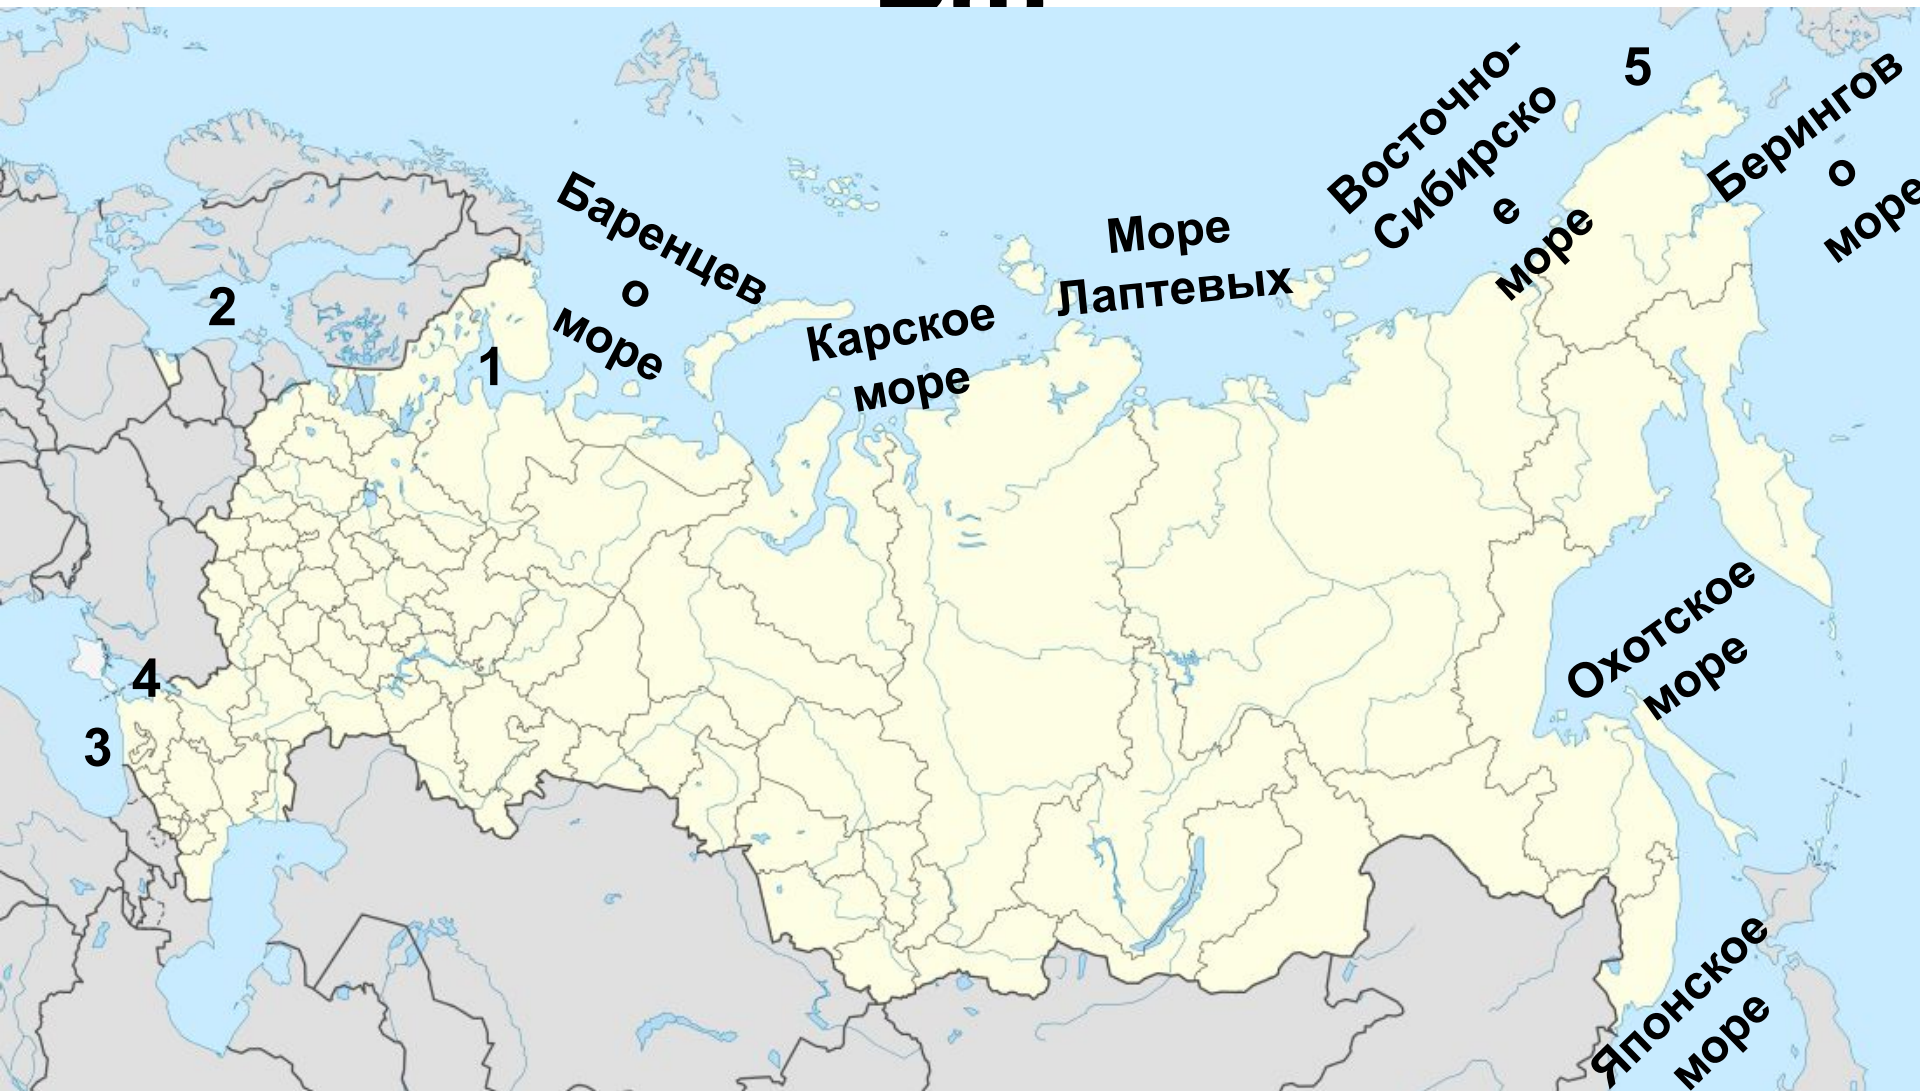 Баренцев
о
море
Карское
море
Море
Лаптевых
Восточно-
Сибирско
е
море
5
Берингов
о
море
2
1
4
3
Охотское
море
Японское
море